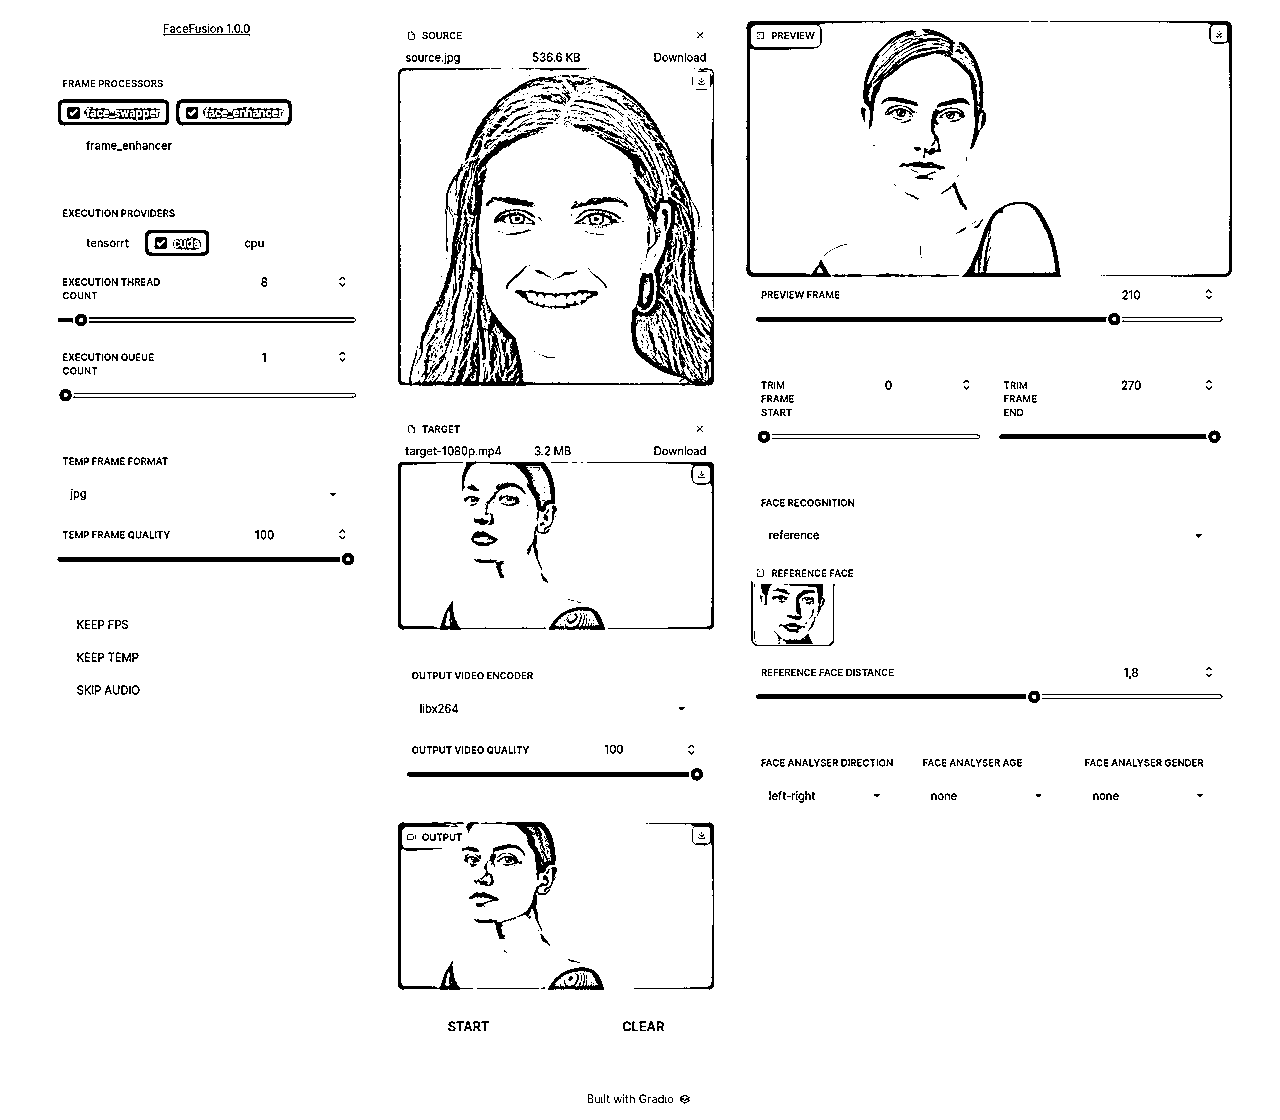 FaceFusion 1.0.0
FRAME PROCESSORS
face_swapper
face_enhancer
frame_enhancer
EXECUTION PROVIDERS
tensorrt
cuda
cpu
EXECUTION THREAD
COUNT
8
EXECUTION QUEUE
COUNT
1
TEMP FRAME FORMAT
jpg
TEMP FRAME QUALITY
100
KEEP FPS
KEEP TEMP
SKIP AUDIO
SOURCE
source.jpg 536.6 KB Download
TARGET
target-1080p.mp4 3.2 MB Download
OUTPUT VIDEO ENCODER
libx264
OUTPUT VIDEO QUALITY
100
OUTPUT
START
CLEAR
PREVIEW
PREVIEW FRAME
210
TRIM
FRAME
START
0
TRIM
FRAME
END
270
FACE RECOGNITION
reference
REFERENCE FACE
REFERENCE FACE DISTANCE
1,8
FACE ANALYSER DIRECTION
left-right
FACE ANALYSER AGE
none
FACE ANALYSER GENDER
none
Built with Gradio